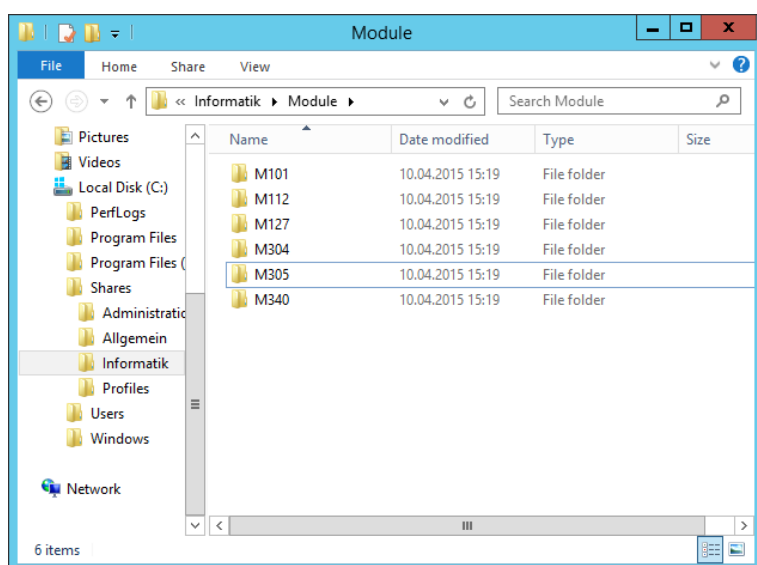 Module
File Home Share View
« Informatik Module Search Module
Pictures
Videos
Local Disk (C:)
PerfLogs
Program Files
Program Files (
Shares
Administratic
Allgemein
Informatik
Profiles
Users
Windows
Network
Name Date modified Type Size
M101 10.04.2015 15:19 File folder
M112 10.04.2015 15:19 File folder
M127 10.04.2015 15:19 File folder
M304 10.04.2015 15:19 File folder
M305 10.04.2015 15:19 File folder
M340 10.04.2015 15:19 File folder
6 items